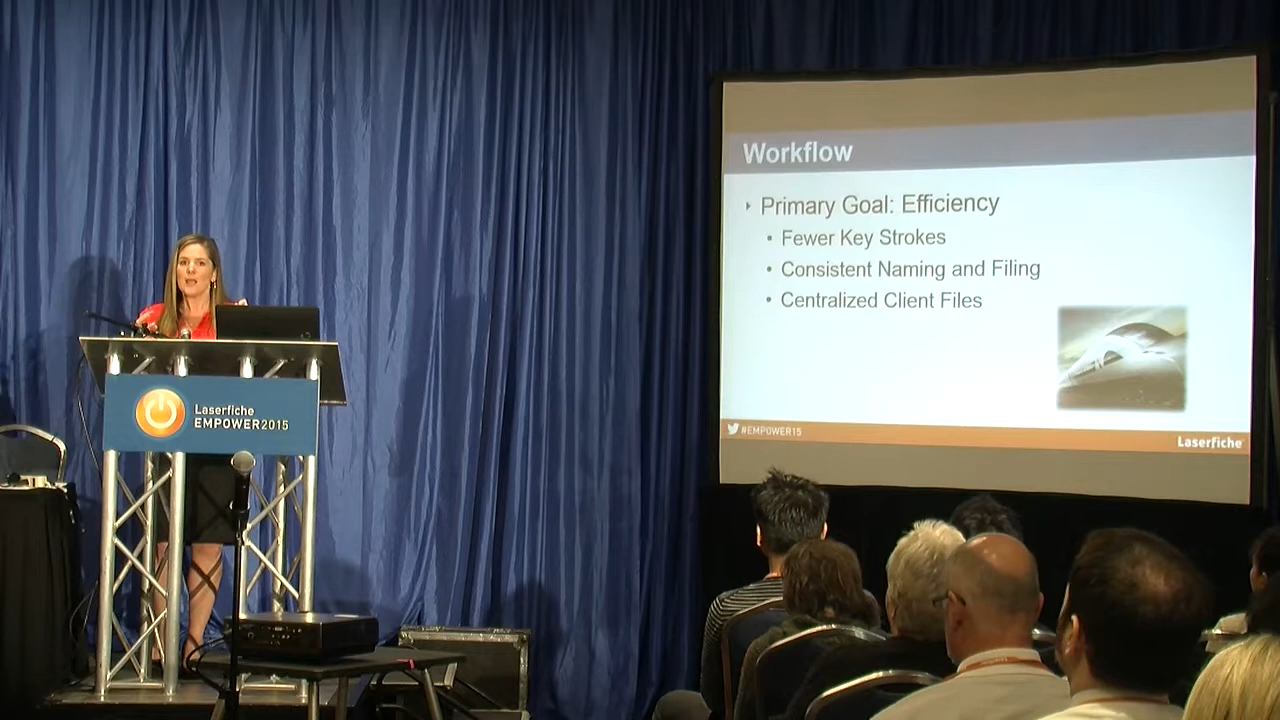 Workflow
Primary Goal: Efficiency
• Fewer Key Strokes
• Consistent Naming and Filing
• Centralized Client Files
#EMPOWER15
Laserfiche
Laserfiche
EMPOWER2015